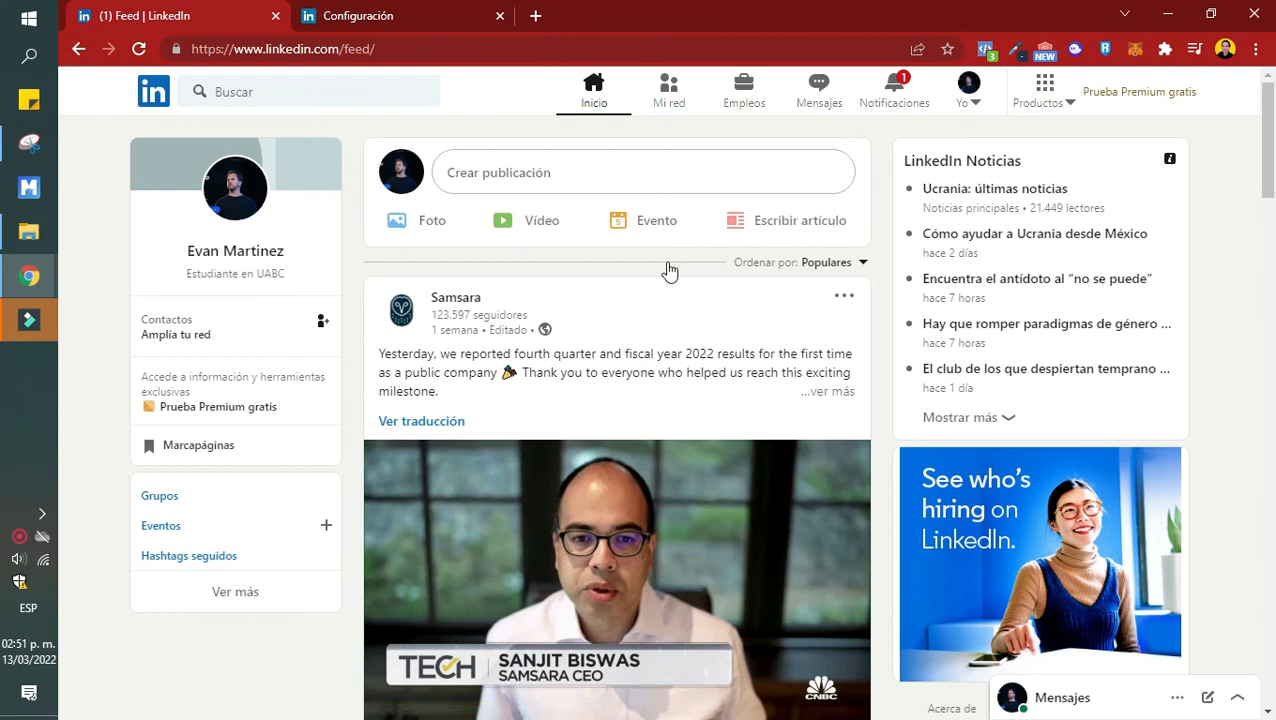 (1) Feed | LinkedIn
Configuración
https://www.linkedin.com/feed/
3
NEW
in
Buscar
Inicio
Mi red
Empleos
Mensajes
1
Notificaciones
Yo
Productos
Prueba Premium gratis
Evan Martinez
Estudiante en UABC
Contactos
Amplía tu red
Accede a información y herramientas
exclusivas
Prueba Premium gratis
Marcapáginas
Grupos
Eventos
Hashtags seguidos
Ver más
Crear publicación
Foto
Vídeo
5
Evento
Escribir artículo
Ordenar por: Populares
Samsara
123.597 seguidores
1 semana • Editado •
Yesterday, we reported fourth quarter and fiscal year 2022 results for the first time
as a public company 🎉 Thank you to everyone who helped us reach this exciting
milestone.
...ver más
Ver traducción
TECH
SANJIT BISWAS
SAMSARA CEO
CNBC
LinkedIn Noticias
Ucrania: últimas noticias
Noticias principales • 21.449 lectores
Cómo ayudar a Ucrania desde México
hace 2 días
Encuentra el antídoto al “no se puede”
hace 7 horas
Hay que romper paradigmas de género ...
hace 7 horas
El club de los que despiertan temprano ...
hace 1 día
Mostrar más
See who's
hiring on
LinkedIn.
Acerca de
Mensajes
ESP
02:51 p. m.
13/03/2022